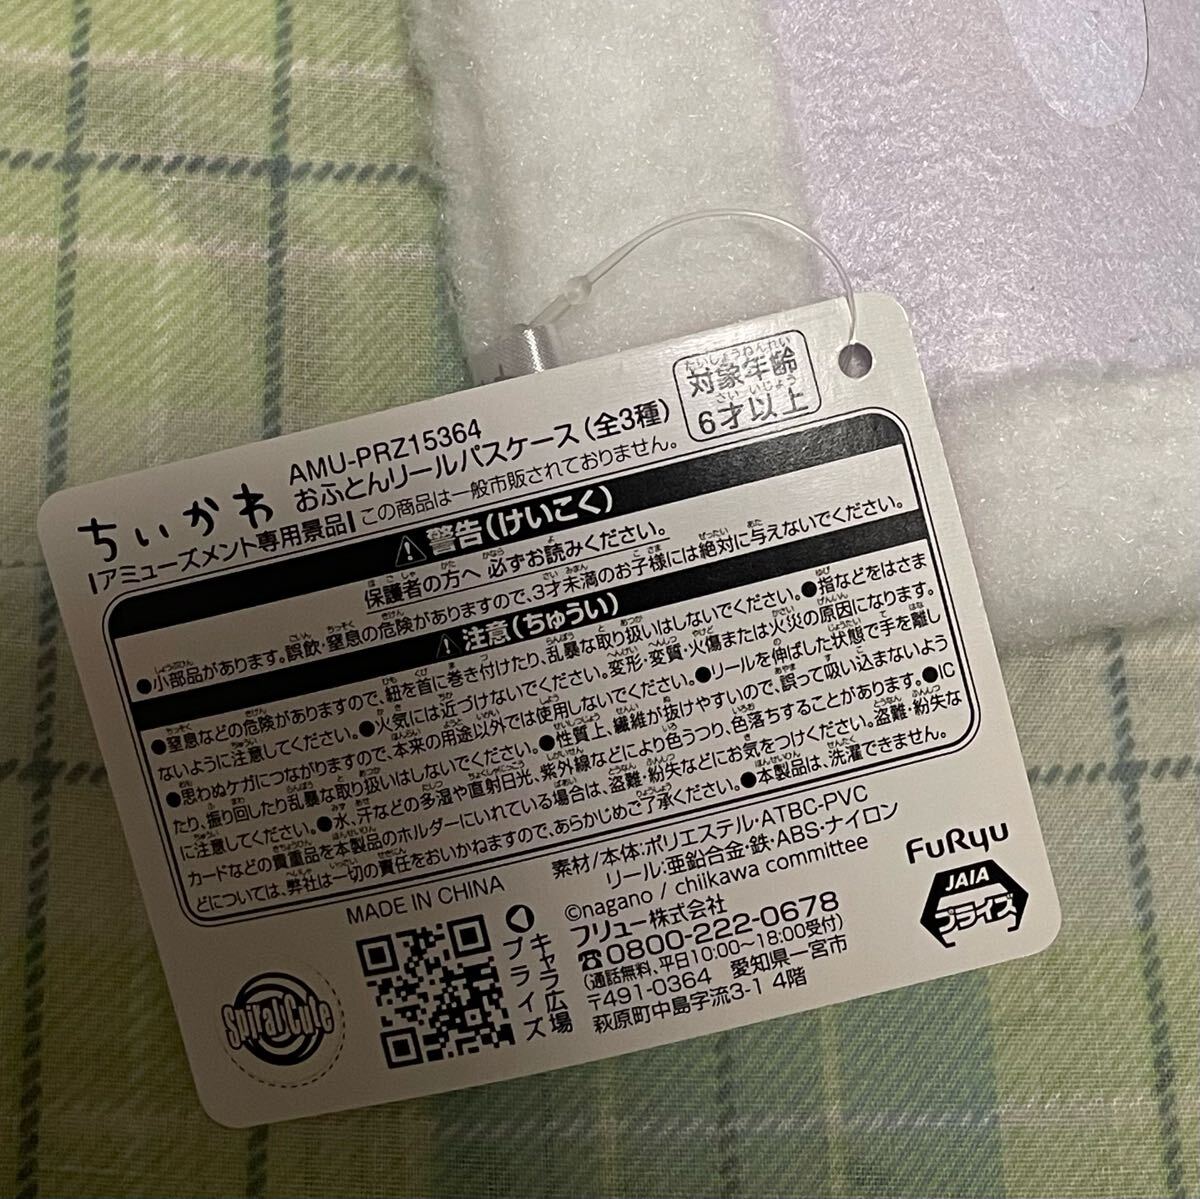 対象年齢
6才以上
AMU-PRZ15364
ちいかわ おふとんリールパスケース(全3種)
アミューズメント専用景品 この商品は一般市販されておりません。
警告(けいこく)
保護者の方へ 必ずお読みください。
●小部品があります。誤飲・窒息の危険がありますので、3才未満のお子様には絶対に与えないでください。
注意(ちゅうい)
●窒息などの危険がありますので、紐を首に巻き付けたり、乱暴な取り扱いはしないでください。●指などをはさま
ないように注意してください。●火気には近づけないでください。変形・変質・火傷または火災の原因になります。
●思わぬケガにつながりますので、本来の用途以外では使用しないでください。●リールを伸ばした状態で手を離し
たり、振り回したり乱暴な取り扱いはしないでください。●性質上、繊維が抜けやすいので、誤って吸い込まないよう
に注意してください。●水、汗などの多湿や直射日光、紫外線などにより色うつり、色落ちすることがあります。●IC
カードなどの貴重品を本製品のホルダーにいれている場合は、盗難・紛失などにお気をつけください。盗難・紛失な
どについては、弊社は一切の責任をおいかねますので、あらかじめご了承ください。●本製品は、洗濯できません。
MADE IN CHINA
素材/本体:ポリエステル・ATBC-PVC
リール:亜鉛合金・鉄・ABS・ナイロン
©nagano / chiikawa committee
フリュー株式会社
0800-222-0678
(通話無料、平日10:00~18:00受付)
〒491-0364 愛知県一宮市
萩原町中島字流3-1 4階
キャラ広場
プライズ
Spiral Cute
FuRyu
JAIA
プライズ